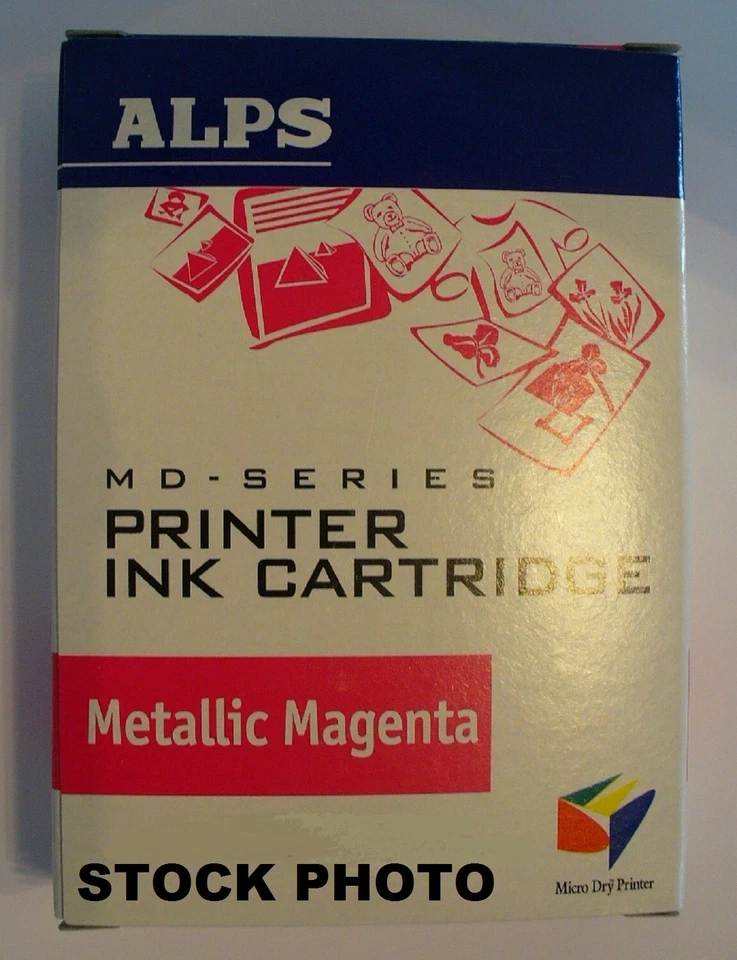 ALPS
MD-SERIES
PRINTER
INK CARTRIDGE
Metallic Magenta
STOCK PHOTO
Micro Dry Printer